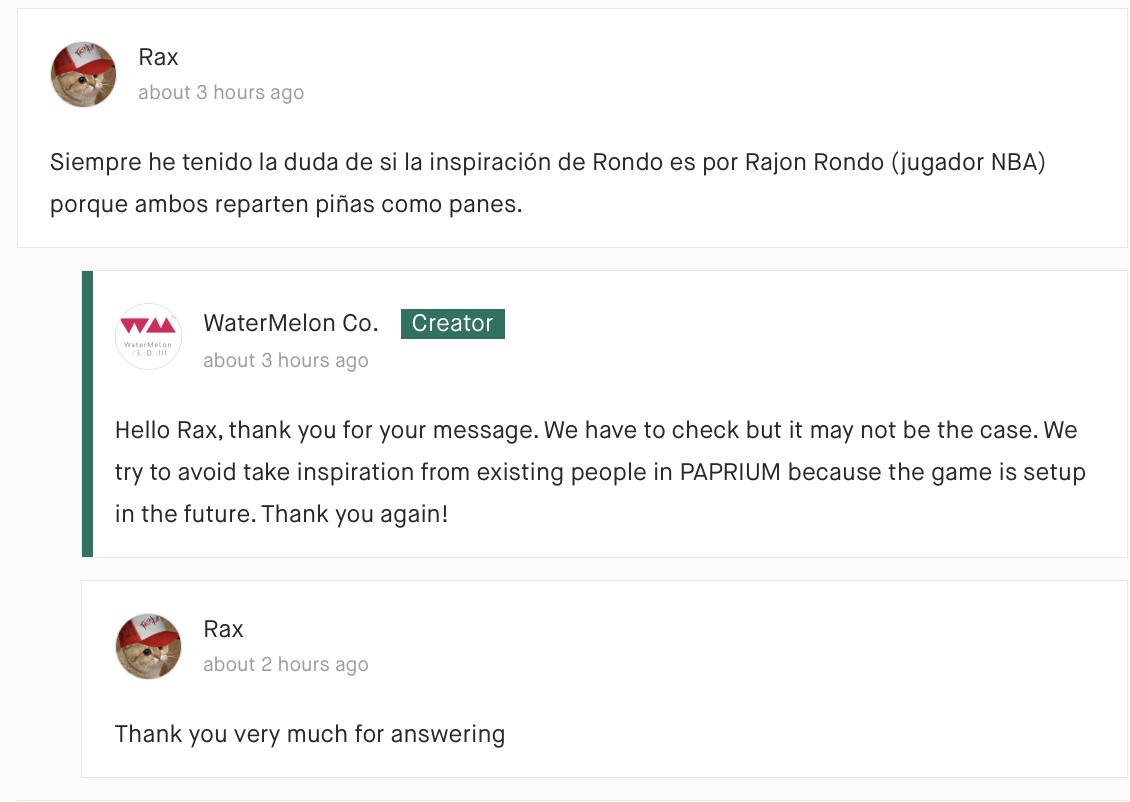 Rax
about 3 hours ago
Siempre he tenido la duda de si la inspiración de Rondo es por Rajon Rondo (jugador NBA)
porque ambos reparten piñas como panes.
WaterMelon Co. Creator
about 3 hours ago
WaterMelon
Hello Rax, thank you for your message. We have to check but it may not be the case. We
try to avoid take inspiration from existing people in PAPRIUM because the game is setup
in the future. Thank you again!
Rax
about 2 hours ago
Thank you very much for answering